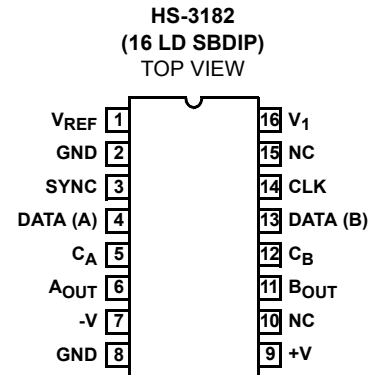 HS-3182
(16 LD SBDIP)
TOP VIEW
VREF 1 16 V1
GND 2 15 NC
SYNC 3 14 CLK
DATA (A) 4 13 DATA (B)
CA 5 12 CB
AOUT 6 11 BOUT
-V 7 10 NC
GND 8 9 +V